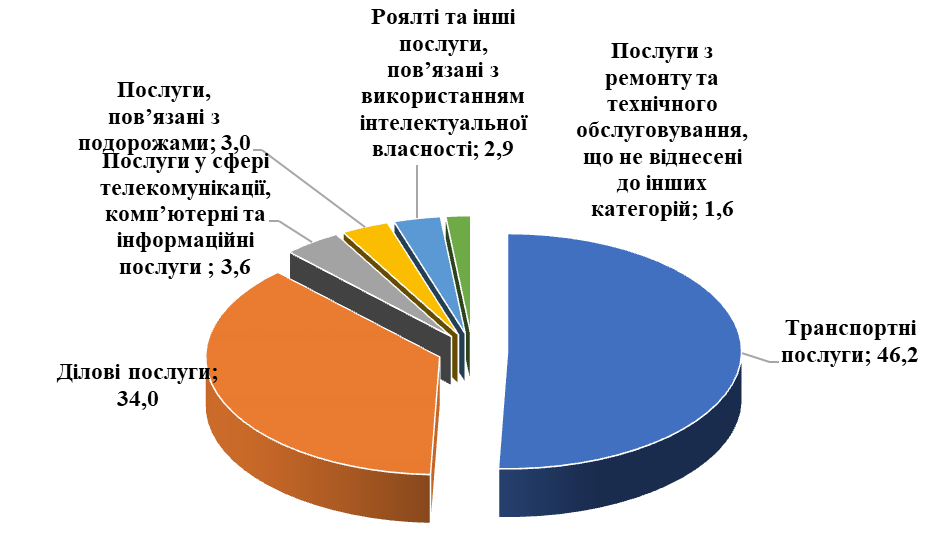 Роялті та інші
послуги,
пов’язані з
використанням
інтелектуальної
власності; 2,9
Послуги з
ремонту та
технічного
обслуговування,
що не віднесені
до інших
категорій; 1,6
Послуги,
пов’язані з
подорожами; 3,0
Послуги у сфері
телекомунікації,
комп’ютерні та
інформаційні
послуги ; 3,6
Транспортні
послуги; 46,2
Ділові послуги;
34,0